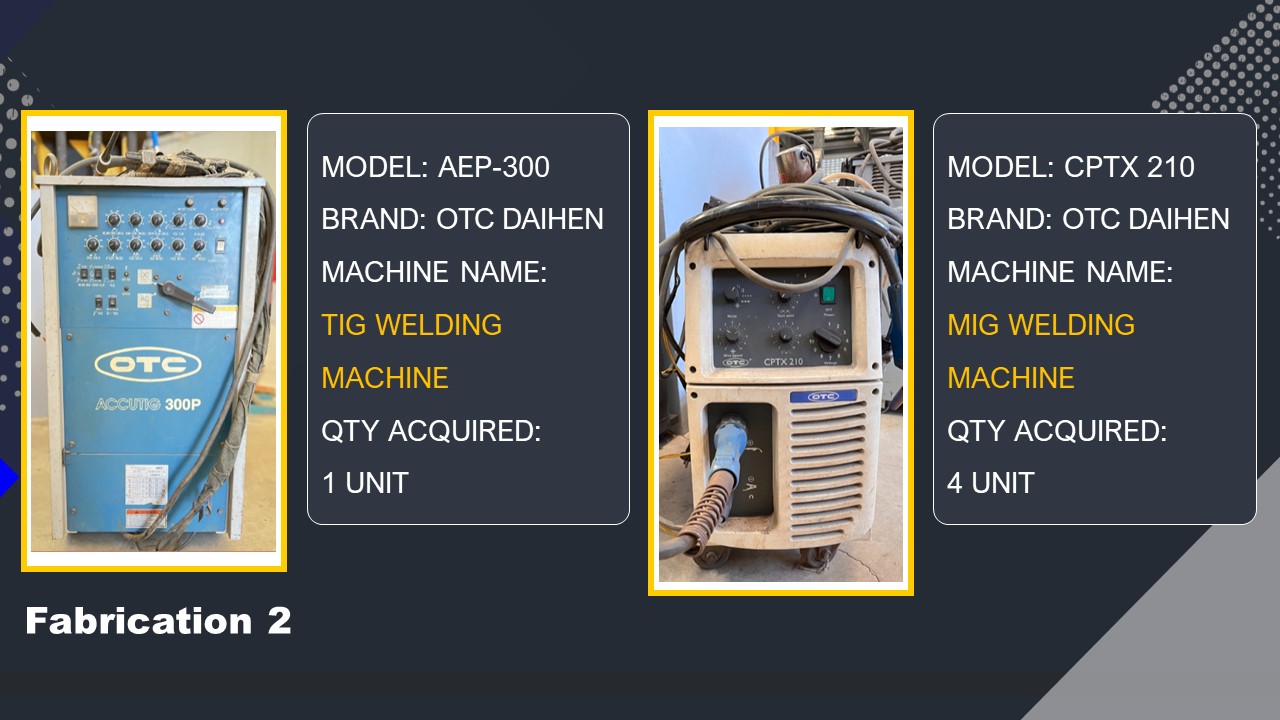 OTC
ACCUTIG 300P
MODEL: AEP-300
BRAND: OTC DAIHEN
MACHINE NAME:
TIG WELDING
MACHINE
QTY ACQUIRED:
1 UNIT
OTC
CPTX 210
OTC
MODEL: CPTX 210
BRAND: OTC DAIHEN
MACHINE NAME:
MIG WELDING
MACHINE
QTY ACQUIRED:
4 UNIT
Fabrication 2